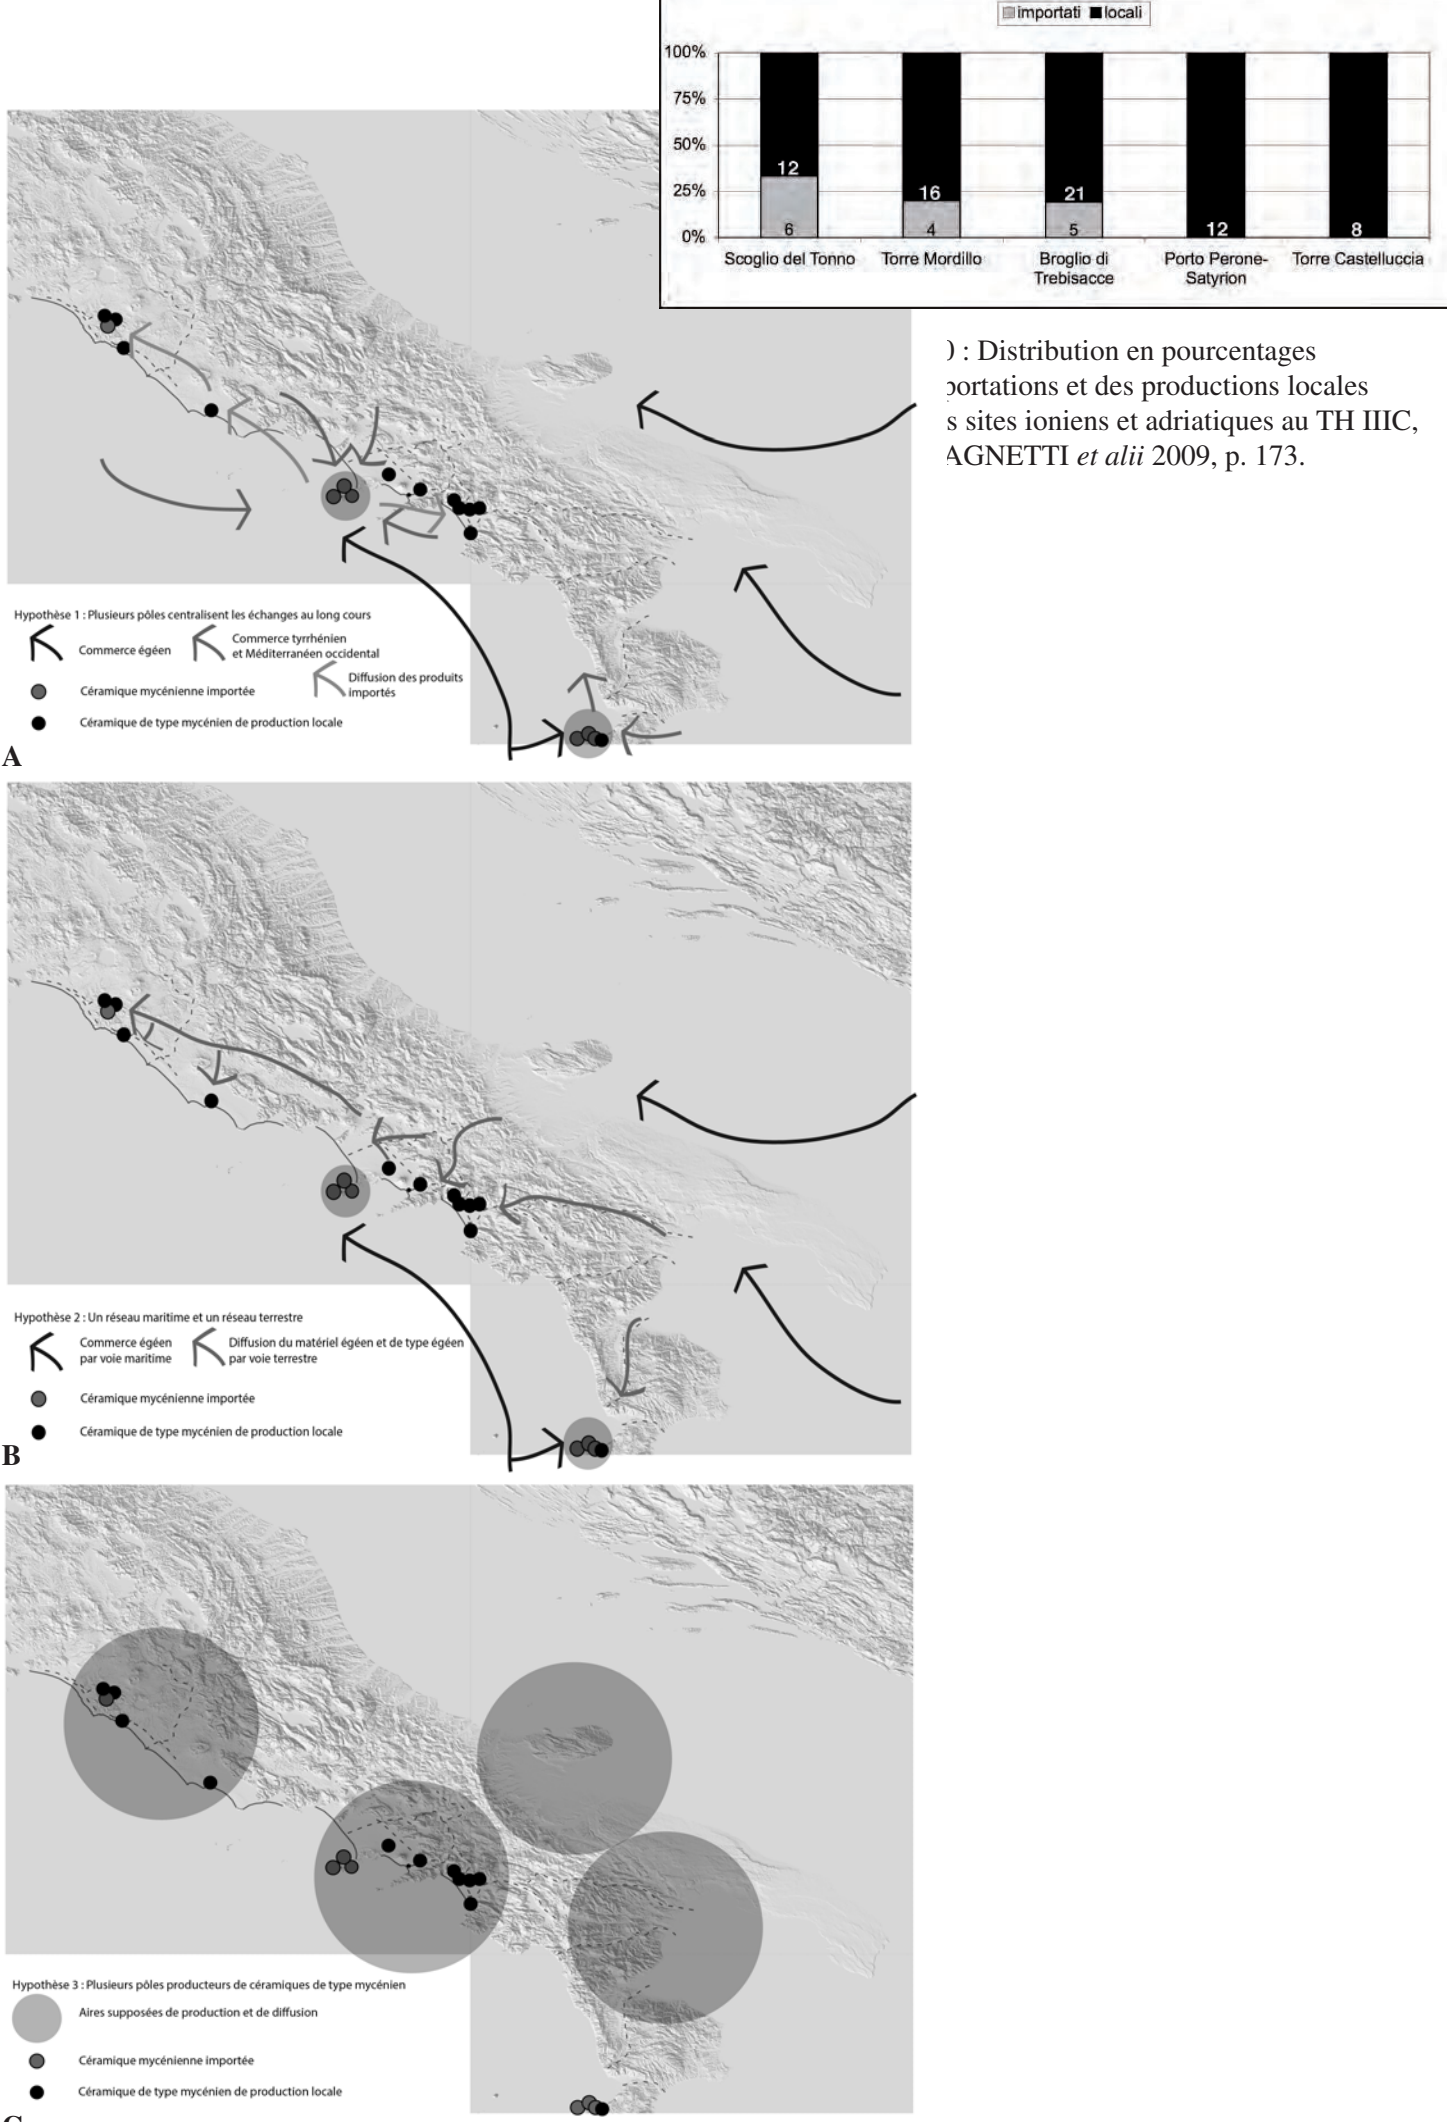 importati locali
100%
75%
50%
25%
0%
12
6
16
4
21
5
12
8
Scoglio del Tonno
Torre Mordillo
Broglio di
Trebisacce
Porto Perone-
Satyrion
Torre Castelluccia
: Distribution en pourcentages
portations et des productions locales
s sites ioniens et adriatiques au TH IIIC,
AGNETTI et alii 2009, p. 173.
Hypothèse 1 : Plusieurs pôles centralisent les échanges au long cours
Commerce égéen
Commerce tyrrhénien
et Méditerranéen occidental
Diffusion des produits
importés
Céramique mycénienne importée
Céramique de type mycénien de production locale
A
Hypothèse 2 : Un réseau maritime et un réseau terrestre
Commerce égéen
par voie maritime
Diffusion du matériel égéen et de type égéen
par voie terrestre
Céramique mycénienne importée
Céramique de type mycénien de production locale
B
Hypothèse 3 : Plusieurs pôles producteurs de céramiques de type mycénien
Aires supposées de production et de diffusion
Céramique mycénienne importée
Céramique de type mycénien de production locale